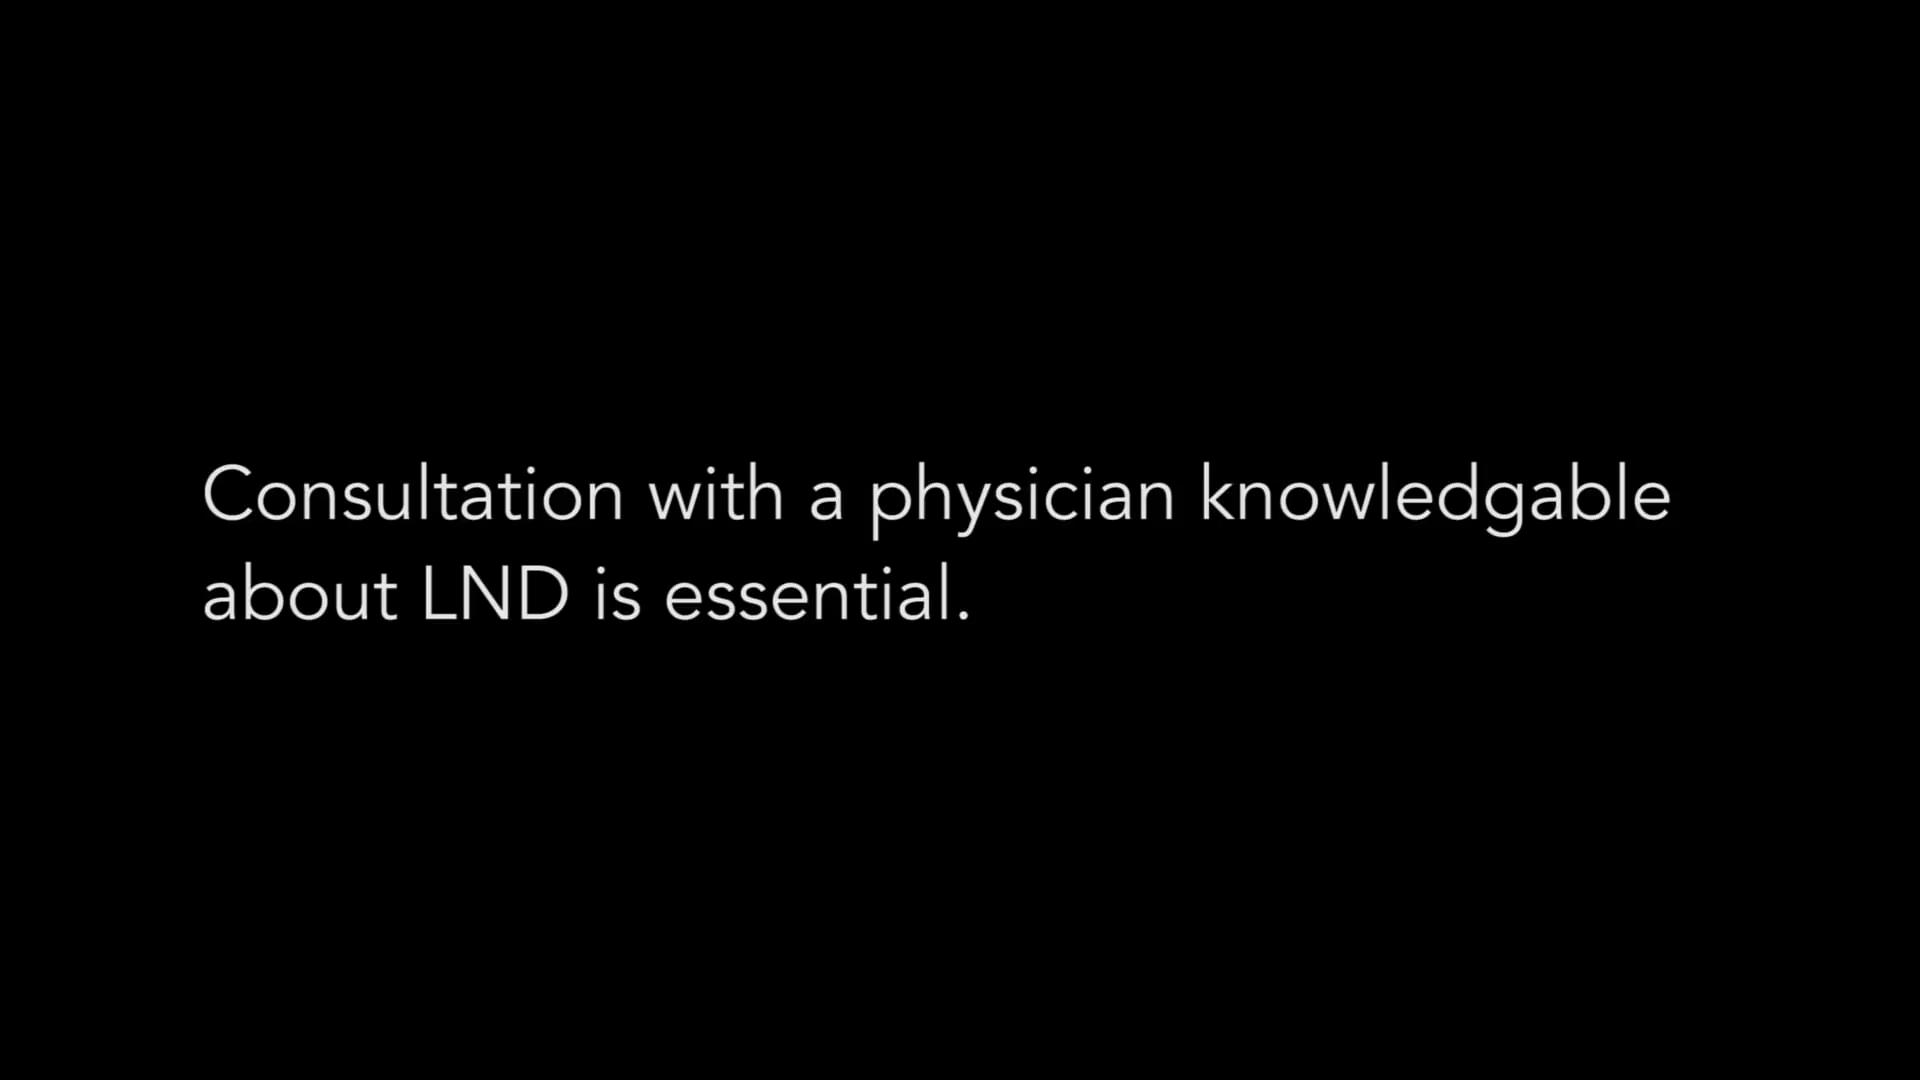 Consultation with a physician knowledgable
about LND is essential.